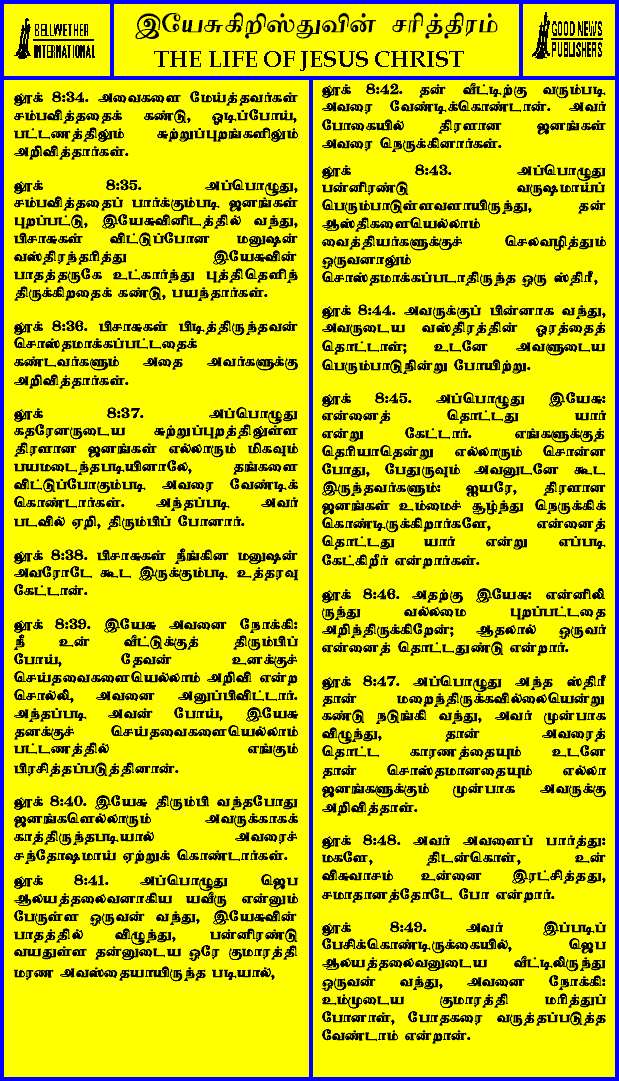 BELLWETHER
INTERNATIONAL
இயேசுகிறிஸ்துவின் சரித்திரம்
THE LIFE OF JESUS CHRIST
GOOD NEWS
PUBLISHERS
லூக் 8:34. அவைகளை மேய்த்தவர்கள்
சம்பவித்ததைக் கண்டு, ஓடிப்போய்,
பட்டணத்திலும் சுற்றுப்புறங்களிலும்
அறிவித்தார்கள்.
லூக் 8:35. அப்பொழுது,
சம்பவித்ததைப் பார்க்கும்படி ஜனங்கள்
புறப்பட்டு, இயேசுவினிடத்தில் வந்து,
பிசாசுகள் விட்டுப்போன மனுஷன்
வஸ்திரந்தரித்து இயேசுவின்
பாதத்தருகே உட்கார்ந்து புத்திதெளிந்
திருக்கிறதைக் கண்டு, பயந்தார்கள்.
லூக் 8:36. பிசாசுகள் பிடித்திருந்தவன்
சொஸ்தமாக்கப்பட்டதைக்
கண்டவர்களும் அதை அவர்களுக்கு
அறிவித்தார்கள்.
லூக் 8:37. அப்பொழுது
கதரேனருடைய சுற்றுப்புறத்திலுள்ள
திரளான ஜனங்கள் எல்லாரும் மிகவும்
பயமடைந்தபடியினாலே, தங்களை
விட்டுப்போகும்படி அவரை வேண்டிக்
கொண்டார்கள். அந்தப்படி அவர்
படவில் ஏறி, திரும்பிப் போனார்.
லூக் 8:38. பிசாசுகள் நீங்கின மனுஷன்
அவரோடே கூட இருக்கும்படி உத்தரவு
கேட்டான்.
லூக் 8:39. இயேசு அவனை நோக்கி:
நீ உன் வீட்டுக்குத் திரும்பிப்
போய், தேவன் உனக்குச்
செய்தவைகளையெல்லாம் அறிவி என்று
சொல்லி, அவனை அனுப்பிவிட்டார்.
அந்தப்படி அவன் போய், இயேசு
தனக்குச் செய்தவைகளையெல்லாம்
பட்டணத்தில் எங்கும்
பிரசித்தப்படுத்தினான்.
லூக் 8:40. இயேசு திரும்பி வந்தபோது
ஜனங்களெல்லாரும் அவருக்காகக்
காத்திருந்தபடியால் அவரைச்
சந்தோஷமாய் ஏற்றுக் கொண்டார்கள்.
லூக் 8:41. அப்பொழுது ஜெப
ஆலயத்தலைவனாகிய யவீரு என்னும்
பேருள்ள ஒருவன் வந்து, இயேசுவின்
பாதத்தில் விழுந்து, பன்னிரண்டு
வயதுள்ள தன்னுடைய ஒரே குமாரத்தி
மரண அவஸ்தையாயிருந்த படியால்,
லூக் 8:42. தன் வீட்டிற்கு வரும்படி
அவரை வேண்டிக்கொண்டான். அவர்
போகையில் திரளான ஜனங்கள்
அவரை நெருக்கினார்கள்.
லூக் 8:43. அப்பொழுது
பன்னிரண்டு வருஷமாய்ப்
பெரும்பாடுள்ளவளாயிருந்து, தன்
ஆஸ்திகளையெல்லாம்
வைத்தியர்களுக்குச் செலவழித்தும்
ஒருவனாலும்
சொஸ்தமாக்கப்படாதிருந்த ஒரு ஸ்திரீ,
லூக் 8:44. அவருக்குப் பின்னாக வந்து,
அவருடைய வஸ்திரத்தின் ஓரத்தைத்
தொட்டாள்; உடனே அவளுடைய
பெரும்பாடுநின்று போயிற்று.
லூக் 8:45. அப்பொழுது இயேசு:
என்னைத் தொட்டது யார்
என்று கேட்டார். எங்களுக்குத்
தெரியாதென்று எல்லாரும் சொன்ன
போது, பேதுருவும் அவனுடனே கூட
இருந்தவர்களும்: ஐயரே, திரளான
ஜனங்கள் உம்மைச் சூழ்ந்து நெருக்கிக்
கொண்டிருக்கிறார்களே, என்னைத்
தொட்டது யார் என்று எப்படி
கேட்கிறீர் என்றார்கள்.
லூக் 8:46. அதற்கு இயேசு: என்னிலி
ருந்து வல்லமை புறப்பட்டதை
அறிந்திருக்கிறேன்; ஆதலால் ஒருவர்
என்னைத் தொட்டதுண்டு என்றார்.
லூக் 8:47. அப்பொழுது அந்த ஸ்திரீ
தான் மறைந்திருக்கவில்லையென்று
கண்டு நடுங்கி வந்து, அவர் முன்பாக
விழுந்து, தான் அவரைத்
தொட்ட காரணத்தையும் உடனே
தான் சொஸ்தமானதையும் எல்லா
ஜனங்களுக்கும் முன்பாக அவருக்கு
அறிவித்தாள்.
லூக் 8:48. அவர் அவளைப் பார்த்து:
மகளே, திடன்கொள், உன்
விசுவாசம் உன்னை இரட்சித்தது,
சமாதானத்தோடே போ என்றார்.
லூக் 8:49. அவர் இப்படிப்
பேசிக்கொண்டிருக்கையில், ஜெப
ஆலயத்தலைவனுடைய வீட்டிலிருந்து
ஒருவன் வந்து, அவனை நோக்கி:
உம்முடைய குமாரத்தி மரித்துப்
போனாள், போதகரை வருத்தப்படுத்த
வேண்டாம் என்றான்.